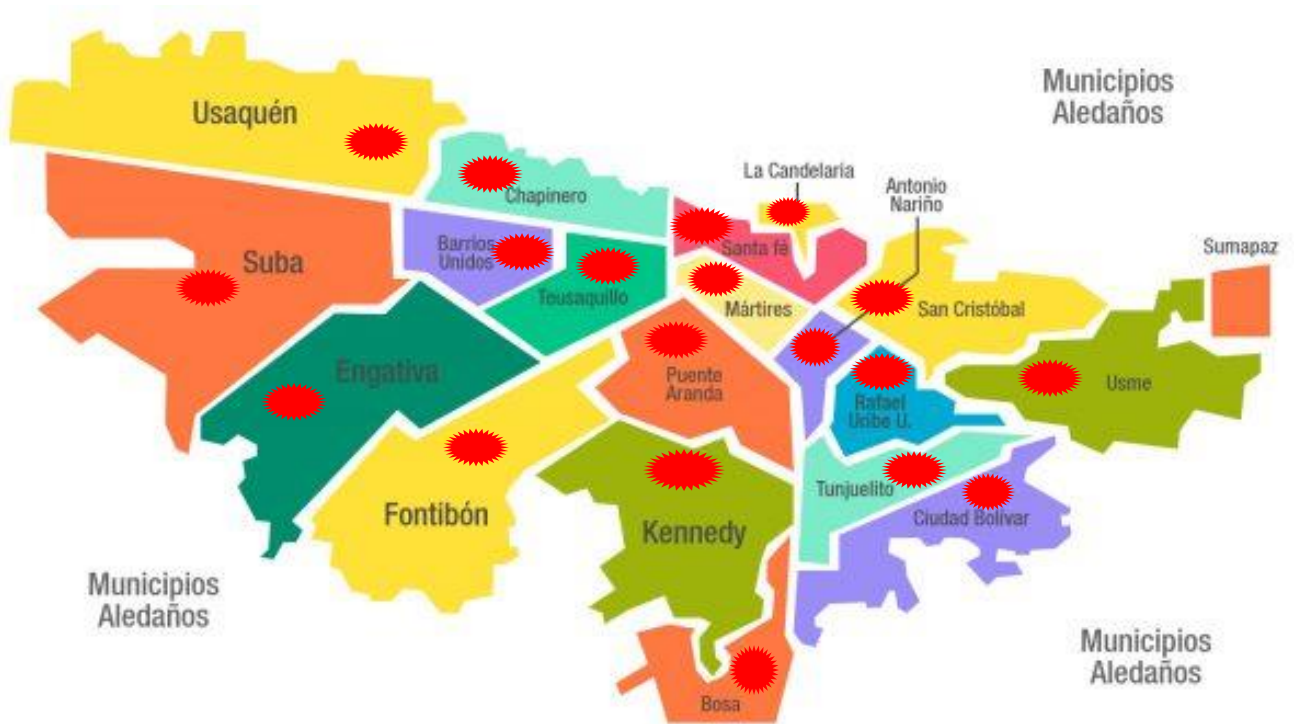 Municipios
Aledaños
Usaquén
La Candelaria
Antonio
Nariño
Chapinero
Sumapaz
Barrios
Unidos
Santa fé
Suba
Teusaquillo
Mártires
San Cristóbal
Engativa
Puente
Aranda
Usme
Rafael
Uribe U.
Tunjuelito
Fontibón
Ciudad Bolívar
Kennedy
Municipios
Aledaños
Municipios
Aledaños
Bosa